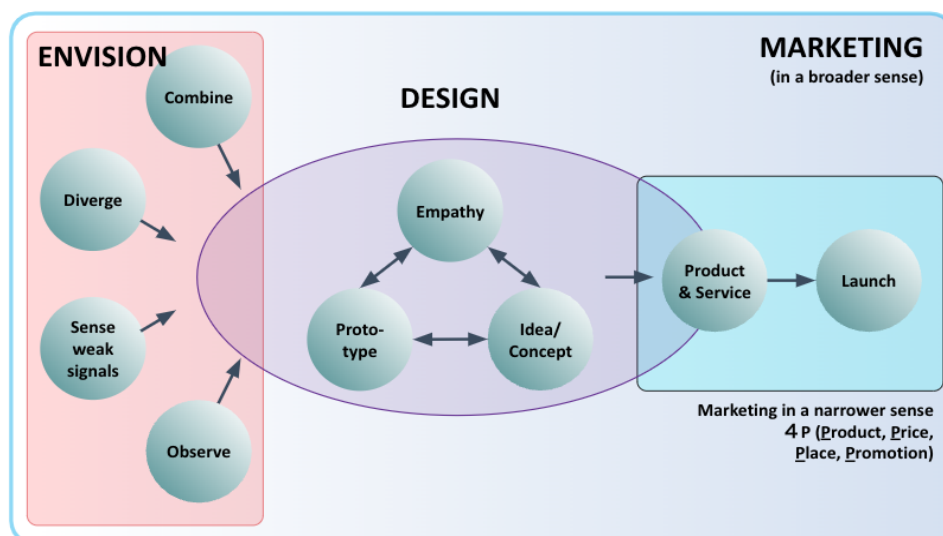 ENVISION
Combine
Diverge
Sense
weak
signals
Observe
DESIGN
Empathy
Proto-
type
Idea/
Concept
MARKETING
(in a broader sense)
Product
& Service
Launch
Marketing in a narrower sense
4 P (Product, Price,
Place, Promotion)